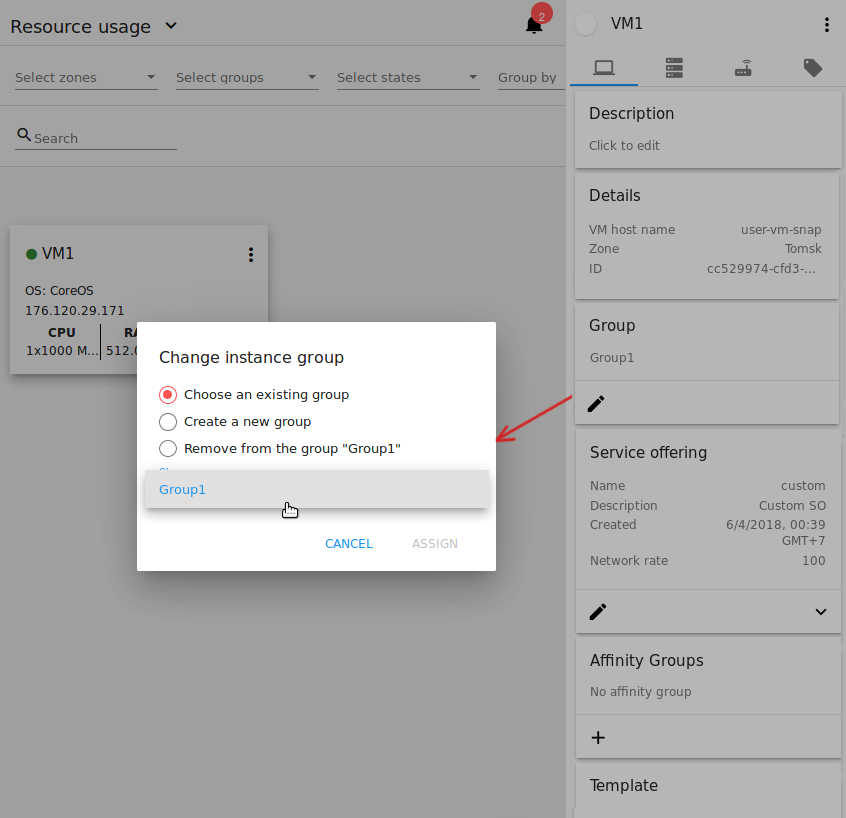 Resource usage
2
Select zones
Select groups
Select states
Group by
Search
VM1
OS: CoreOS
176.120.29.171
CPU
1x1000 M...
512.0
Change instance group
Choose an existing group
Create a new group
Remove from the group "Group1"
Group1
CANCEL ASSIGN
VM1
Description
Click to edit
Details
VM host name user-vm-snap
Zone Tomsk
ID cc529974-cfd3-...
Group
Group1
Service offering
Name custom
Description Custom SO
Created 6/4/2018, 00:39
GMT+7
Network rate 100
Affinity Groups
No affinity group
Template